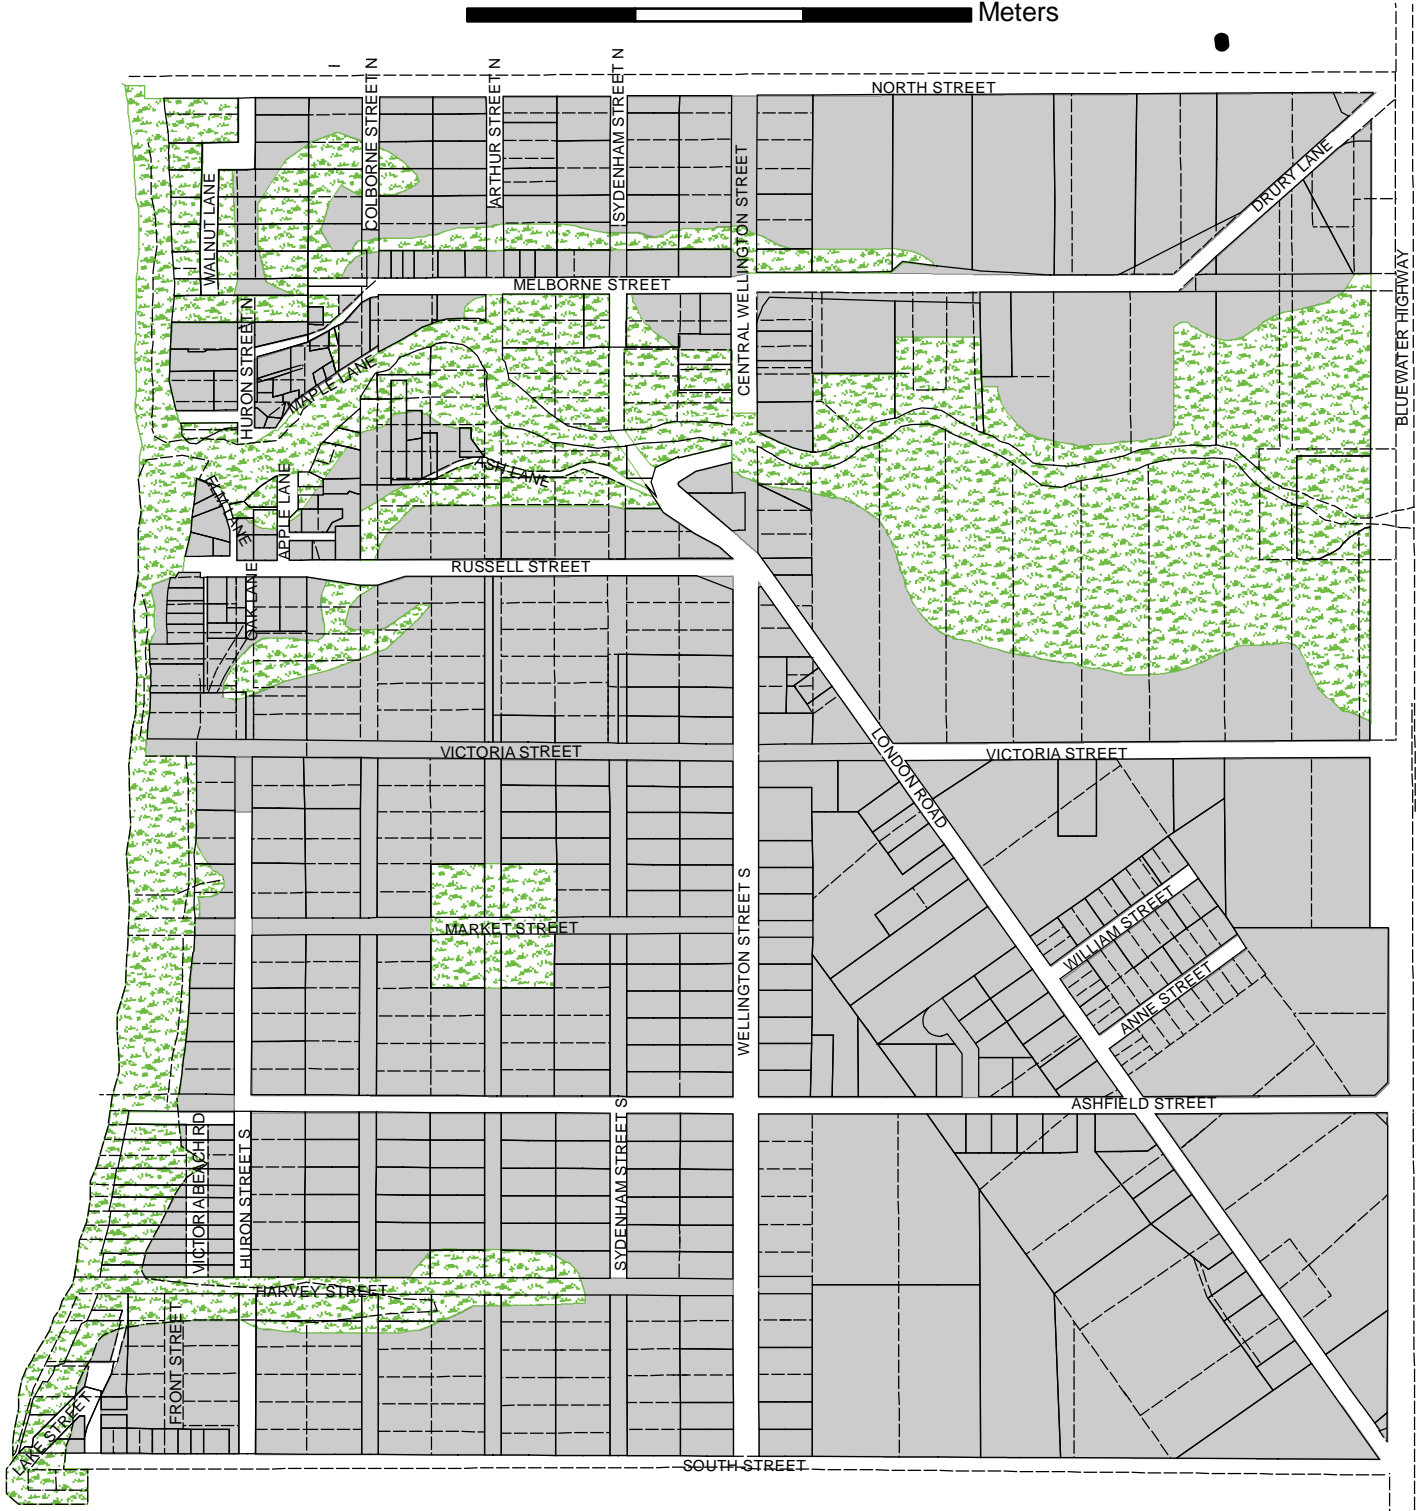 Meters
NORTH STREET
COLBORNE STREET N
ARTHUR STREET N
SYDENHAM STREET N
CENTRAL WELLINGTON STREET
WALNUT LANE
DRURY LANE
BLUEWATER HIGHWAY
MELBORNE STREET
HURON STREET N
MAPLE LANE
ASH LANE
ELM LANE
APPLE LANE
RUSSELL STREET
OAK LANE
VICTORIA STREET
VICTORIA STREET
LONDON ROAD
MARKET STREET
WELLINGTON STREET S
WILLIAM STREET
ANNE STREET
ASHFIELD STREET
VICTORIA BEACH RD
HURON STREET S
SYDENHAM STREET S
HARVEY STREET
FRONT STREET
LAKE STREET
SOUTH STREET